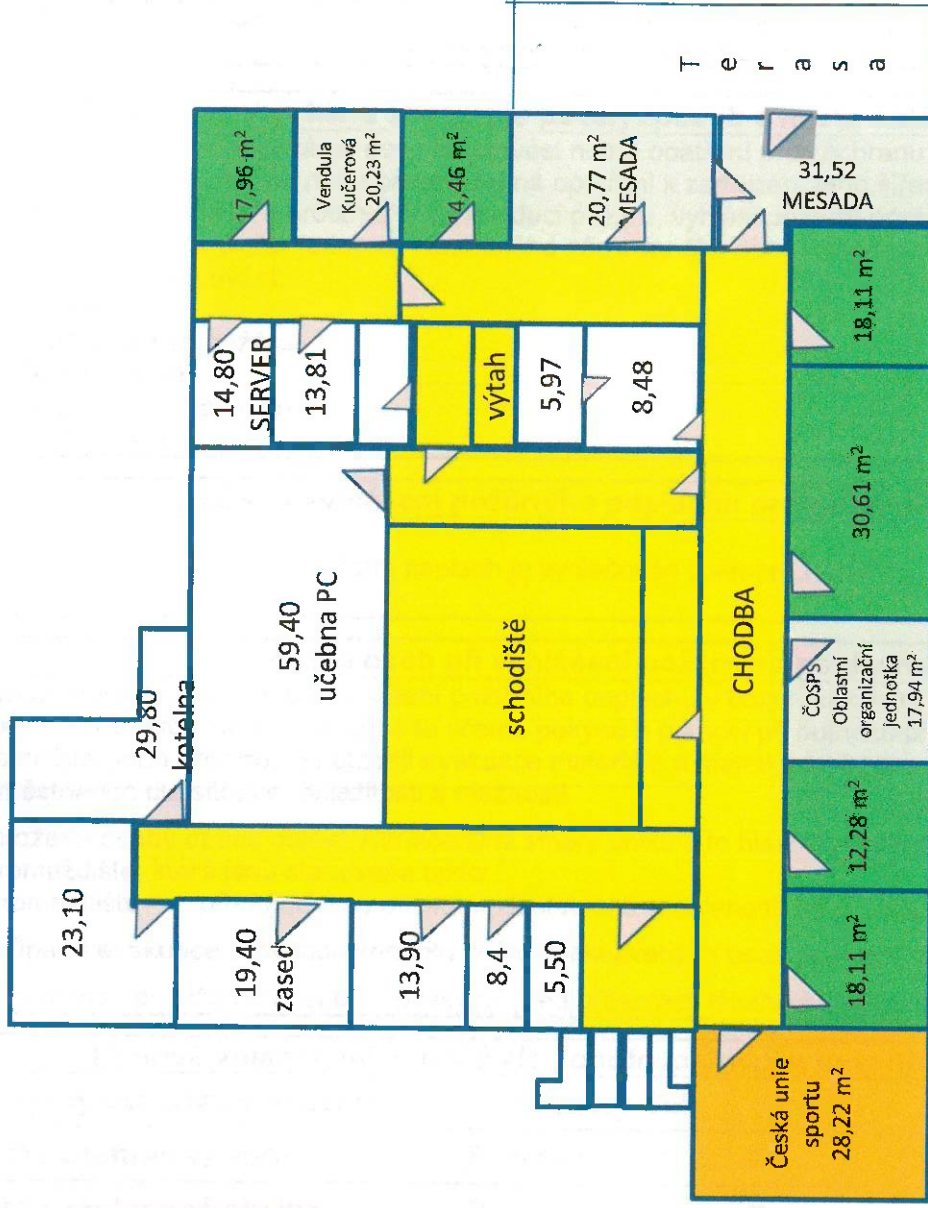 17,96 m²
Vendula
Kučerová
20,23 m²
14,46 m²
20,77 m²
MESADA
31,52
MESADA
T e r a s a
14,80
SERVER
13,81
výtah
5,97
8,48
59,40
učebna PC
29,80
kotelna
schodiště
CHODBA
23,10
19,40
zased
13,90
8,4
5,50
18,11 m²
30,61 m²
ČOSPS
Oblastní
organizační
jednotka
17,94 m²
12,28 m²
18,11 m²
Česká unie
sportu
28,22 m²